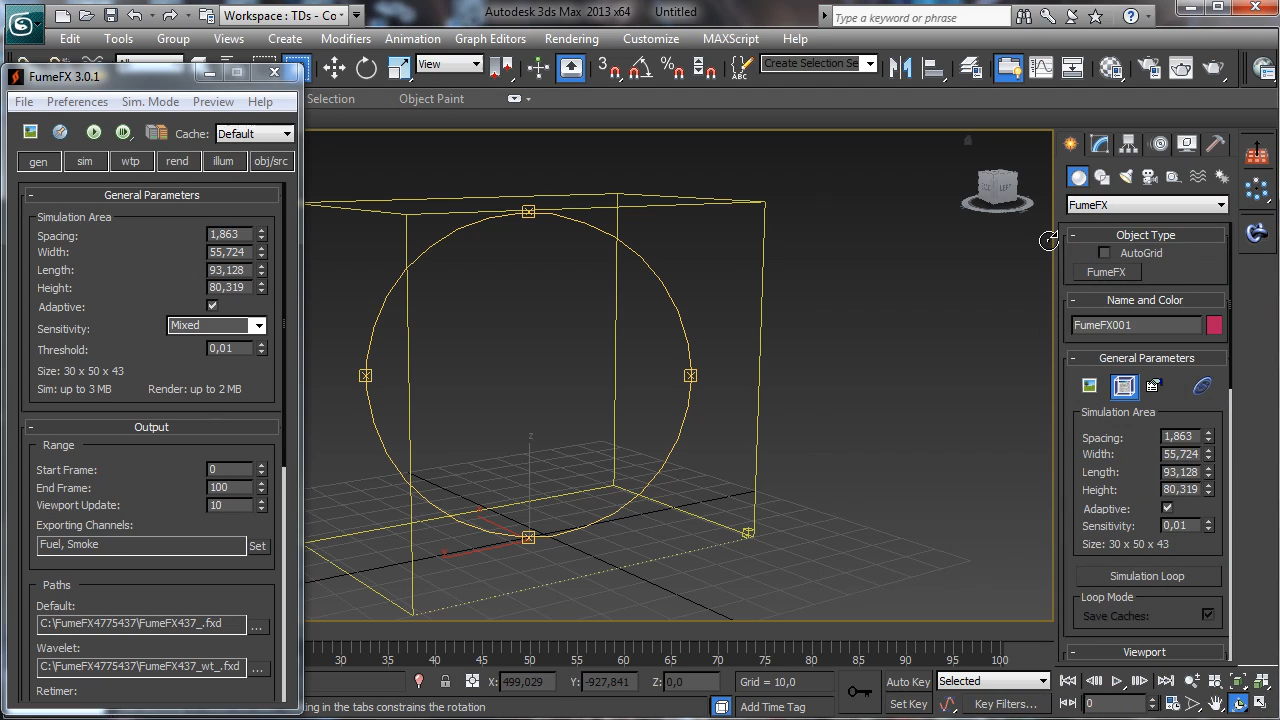 Workspace : TDs - Co
Autodesk 3ds Max 2013 x64
Untitled
Type a keyword or phrase
Edit
Tools
Group
Views
Create
Modifiers
Animation
Graph Editors
Rendering
Customize
MAXScript
Help
View
Create Selection Se
Selection
Object Paint
FumeFX 3.0.1
File
Preferences
Sim. Mode
Preview
Help
Cache:
Default
gen
sim
wtp
rend
illum
obj/src
- General Parameters
Simulation Area
Spacing: 1,863
Width: 55,724
Length: 93,128
Height: 80,319
Adaptive:
Sensitivity: Mixed
Threshold: 0,01
Size: 30 x 50 x 43
Sim: up to 3 MB
Render: up to 2 MB
- Output
Range
Start Frame: 0
End Frame: 100
Viewport Update: 10
Exporting Channels:
Fuel, Smoke
Set
Paths
Default:
C:\FumeFX4775437\FumeFX437_.fxd
...
Wavelet:
C:\FumeFX4775437\FumeFX437_wt_.fxd
...
Retimer:
z
LEFT
FumeFX
- Object Type
AutoGrid
FumeFX
- Name and Color
FumeFX001
- General Parameters
Simulation Area
Spacing: 1,863
Width: 55,724
Length: 93,128
Height: 80,319
Adaptive:
Sensitivity: 0,01
Size: 30 x 50 x 43
Simulation Loop
Loop Mode
Save Caches:
- Viewport
30 35 40 45 50 55 60 65 70 75 80 85 90 95 100
X: 499,029
Y: -927,841
Z: 0,0
Grid = 10,0
Auto Key
Selected
ing in the tabs constrains the rotation
Add Time Tag
Set Key
Key Filters...
0